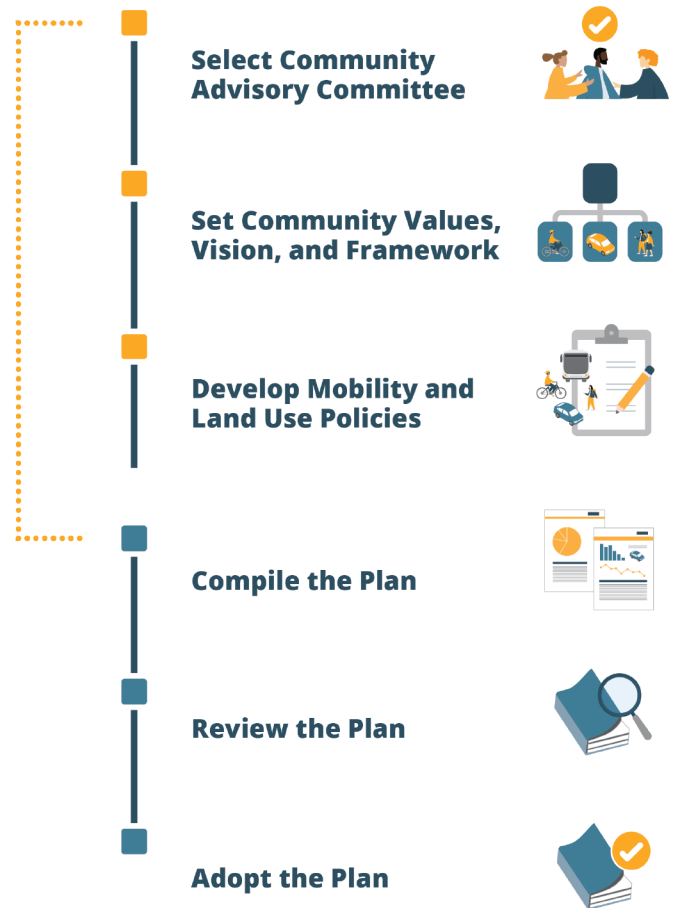 Select Community
Advisory Committee
Set Community Values,
Vision, and Framework
Develop Mobility and
Land Use Policies
Compile the Plan
Review the Plan
Adopt the Plan